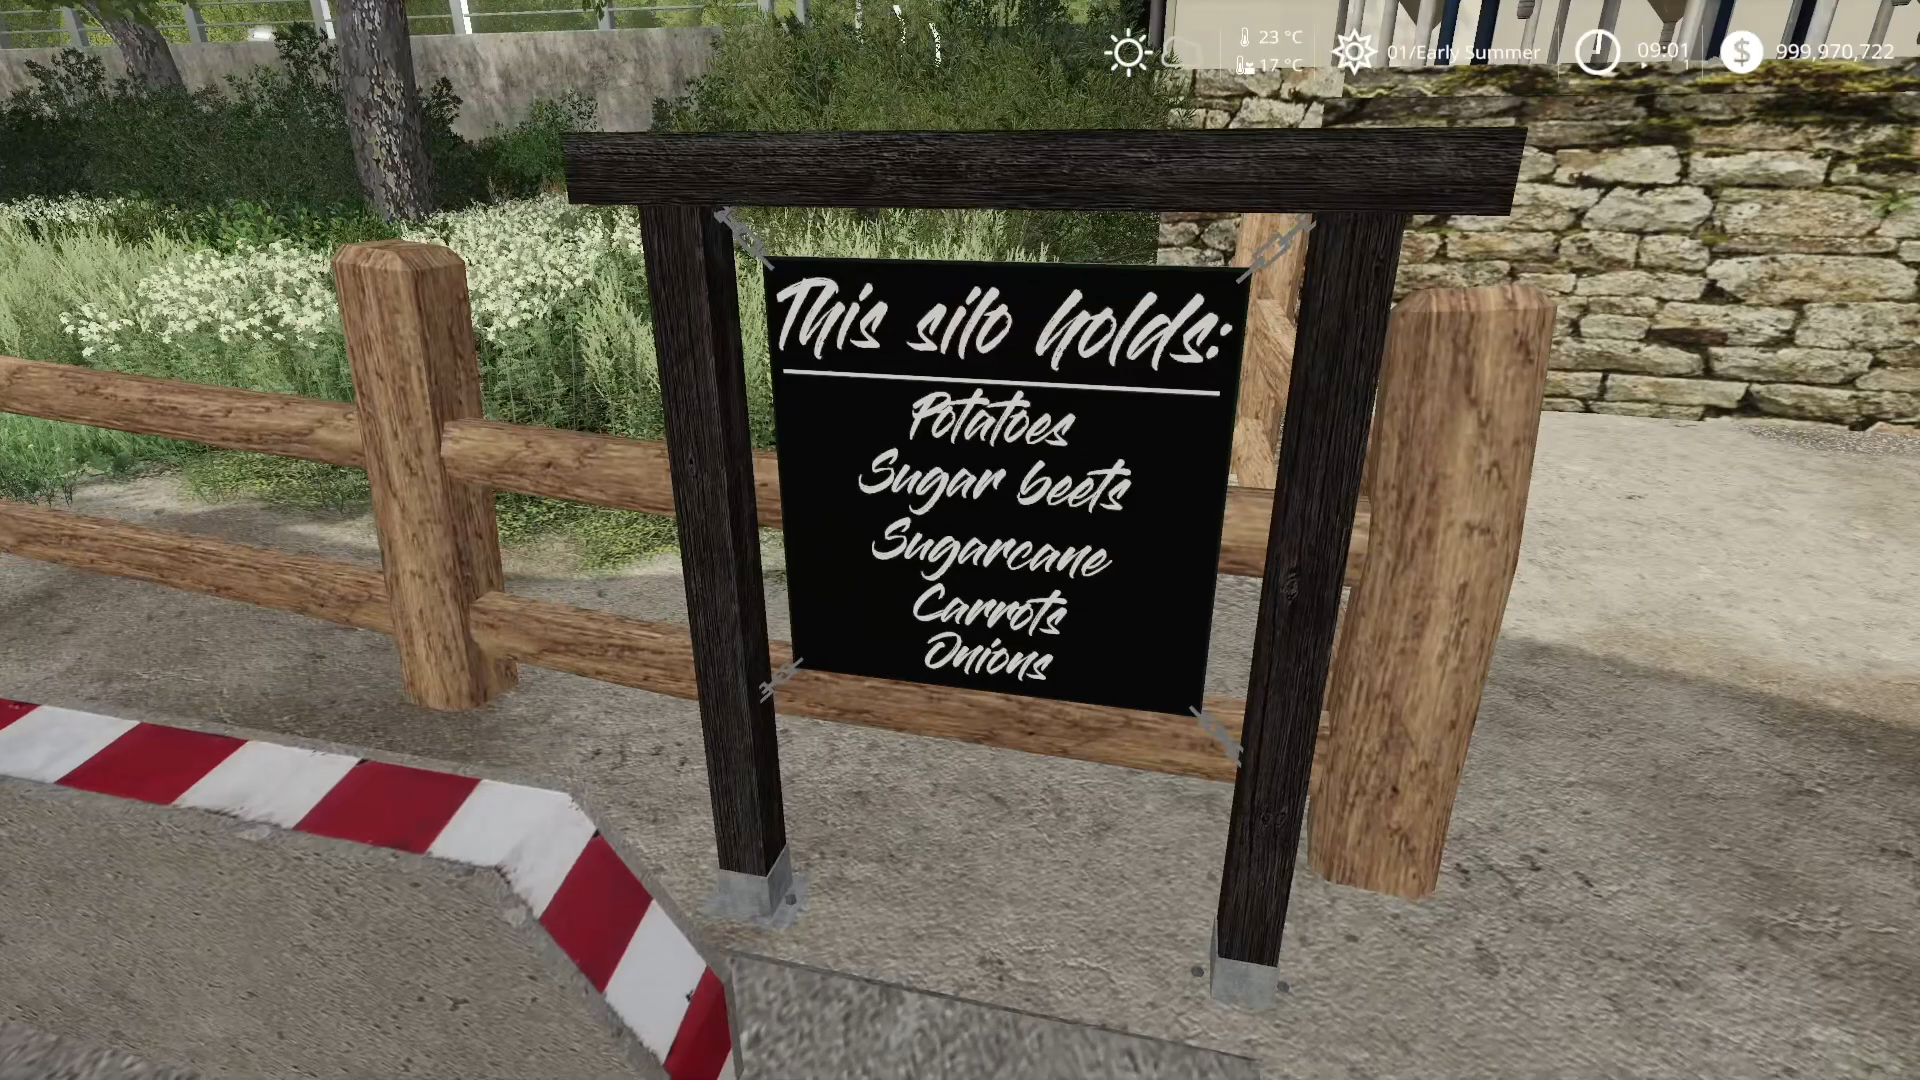 23 °C
17 °C
01/Early Summer
09:01
999,970,722
This silo holds:
Potatoes
Sugar beets
Sugarcane
Carrots
Onions